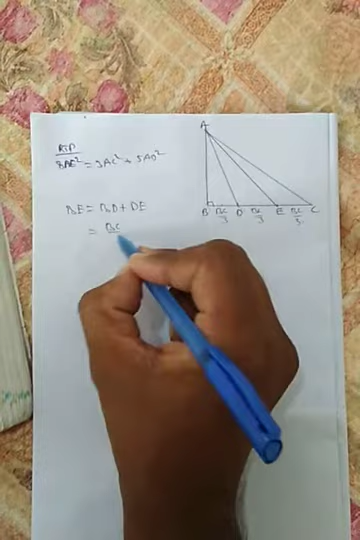 A
RTP
8AE² = 3AC² + 5AD²
BE = BD + DE
B BC/3 D BC/3 E BC/3 C
= BC